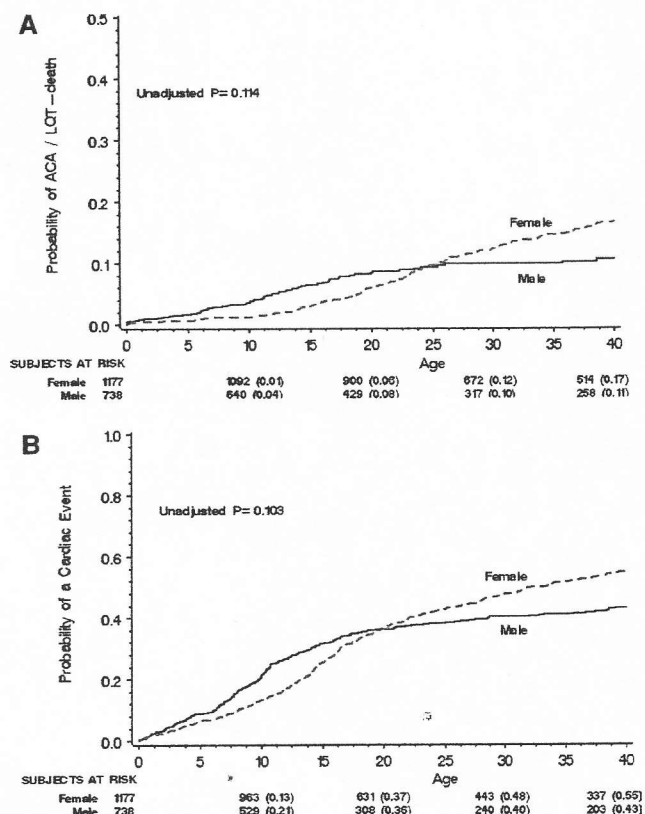 A
0.5
0.4
0.3
0.2
0.1
0.0
Probability of ACA / LQT-death
Unadjusted P= 0.114
Female
Male
0 5 10 15 20 25 30 35 40
Age
SUBJECTS AT RISK
Female 1177 1092 (0.01) 900 (0.06) 672 (0.12) 514 (0.17)
Male 738 640 (0.04) 429 (0.08) 317 (0.10) 258 (0.11)
B
1.0
0.8
0.6
0.4
0.2
0.0
Probability of a Cardiac Event
Unadjusted P= 0.103
Female
Male
0 5 10 15 20 25 30 35 40
Age
SUBJECTS AT RISK
Female 1177 963 (0.13) 631 (0.37) 443 (0.48) 337 (0.55)
Male 738 529 (0.21) 308 (0.36) 240 (0.40) 203 (0.43)